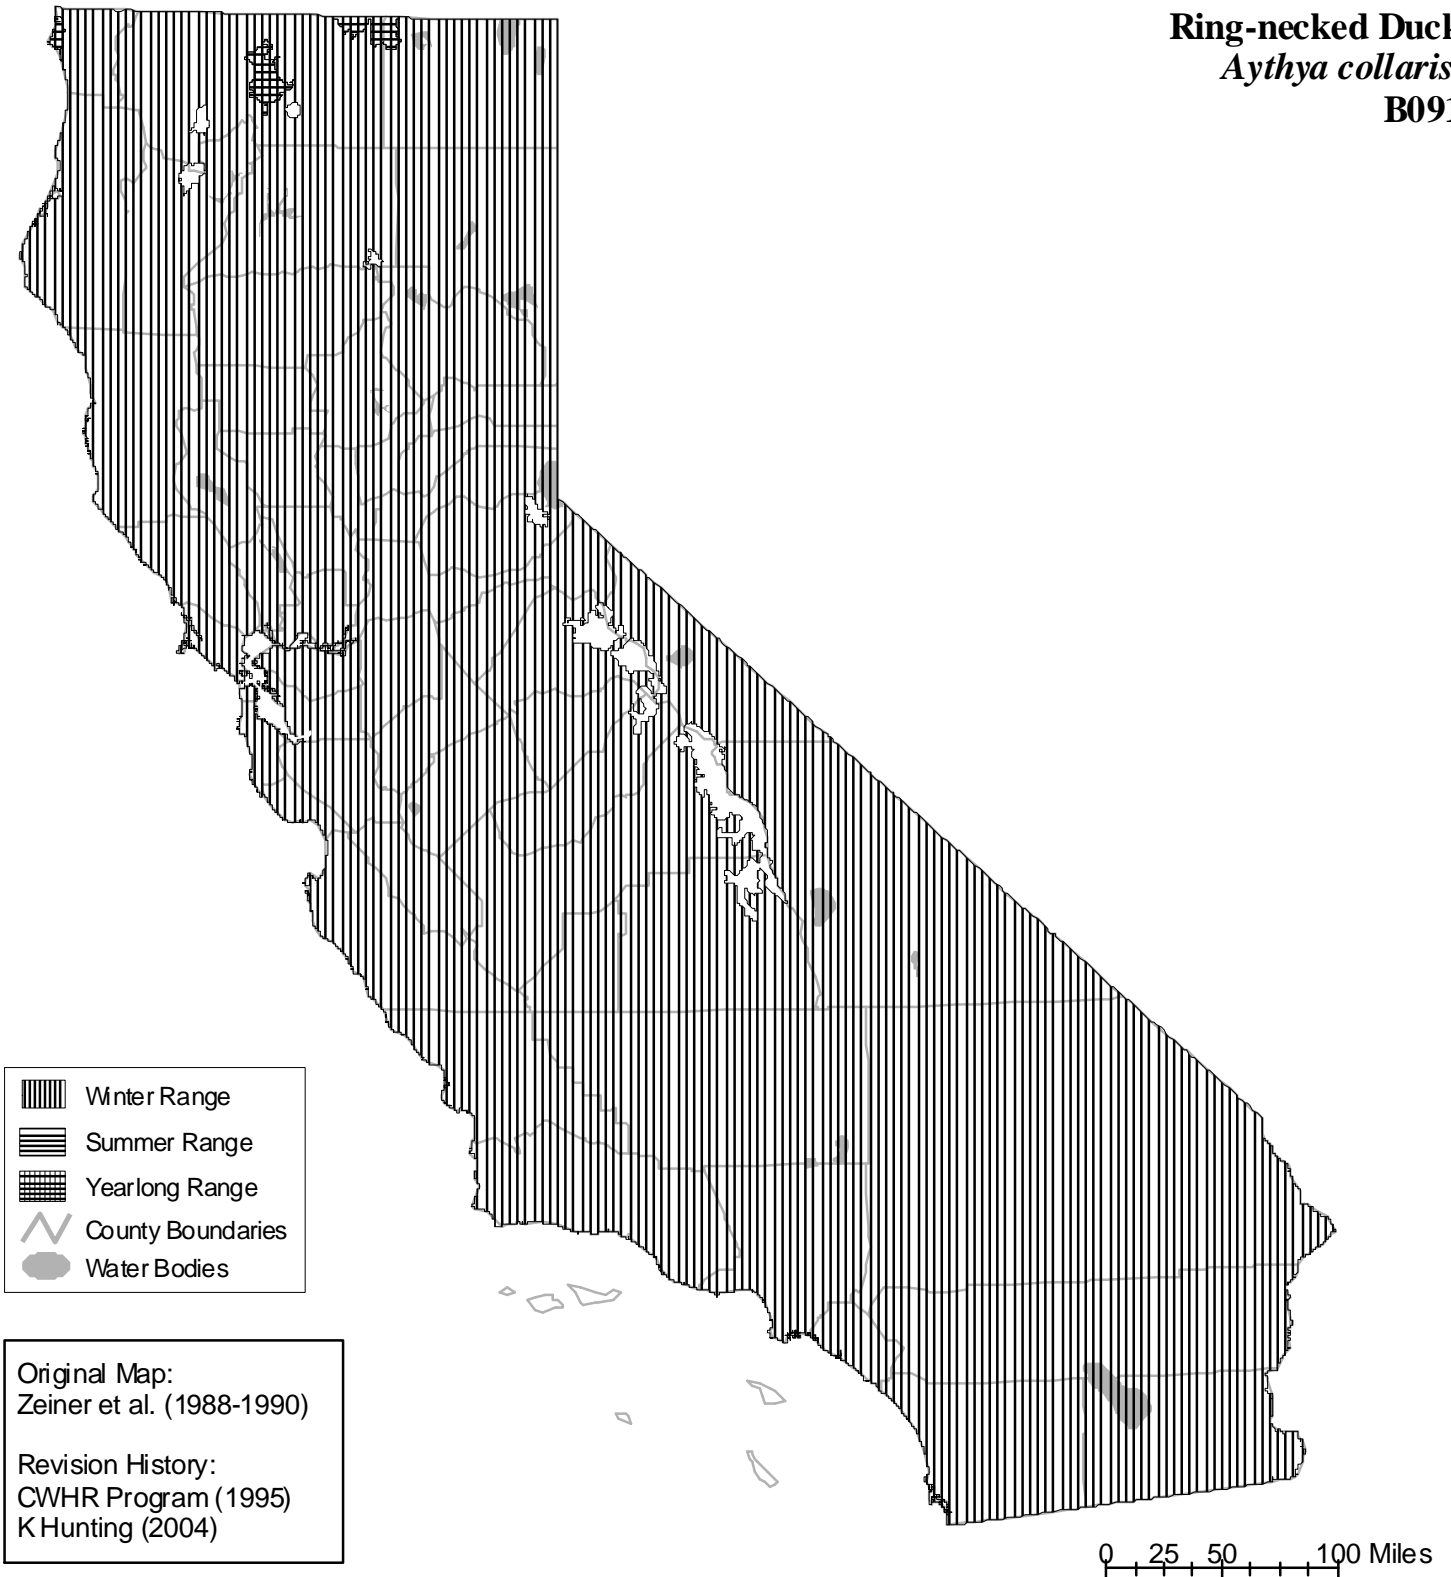 Ring-necked Duck
Aythya collaris
B091
Winter Range
Summer Range
Yearlong Range
County Boundaries
Water Bodies
Original Map:
Zeiner et al. (1988-1990)
Revision History:
CWHR Program (1995)
K Hunting (2004)
0 25 50 100 Miles